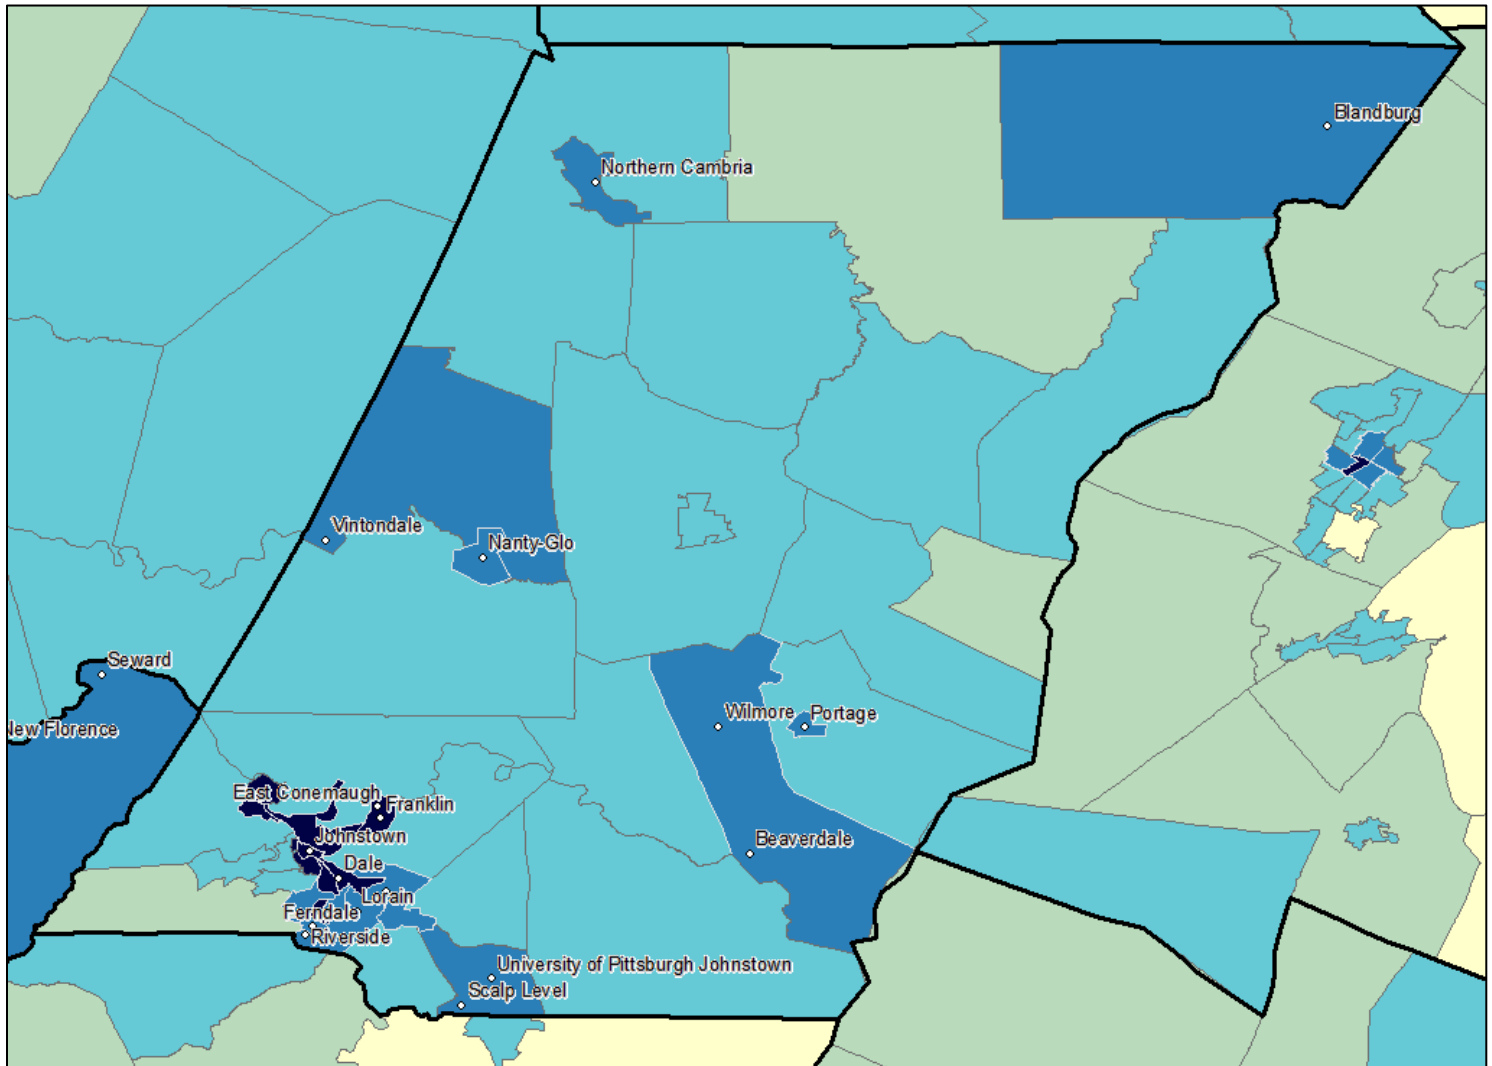 Blandburg
Northern Cambria
Vintondale
Nanty-Glo
Seward
New Florence
Wilmore
Portage
East Conemaugh
Franklin
Johnstown
Beaverdale
Dale
Lorain
Ferndale
Riverside
University of Pittsburgh Johnstown
Scalp Level